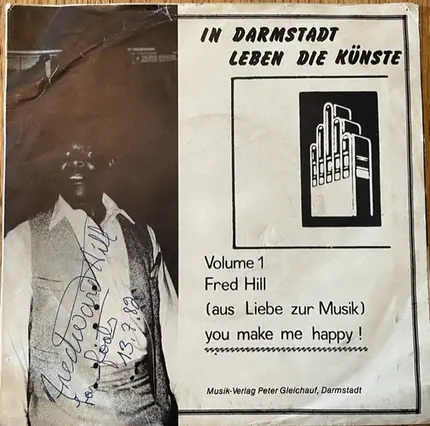 IN DARMSTADT
LEBEN DIE KÜNSTE
Volume 1
Fred Hill
(aus Liebe zur Musik)
you make me happy !
Musik-Verlag Peter Gleichauf, Darmstadt
Hill
13.7.82